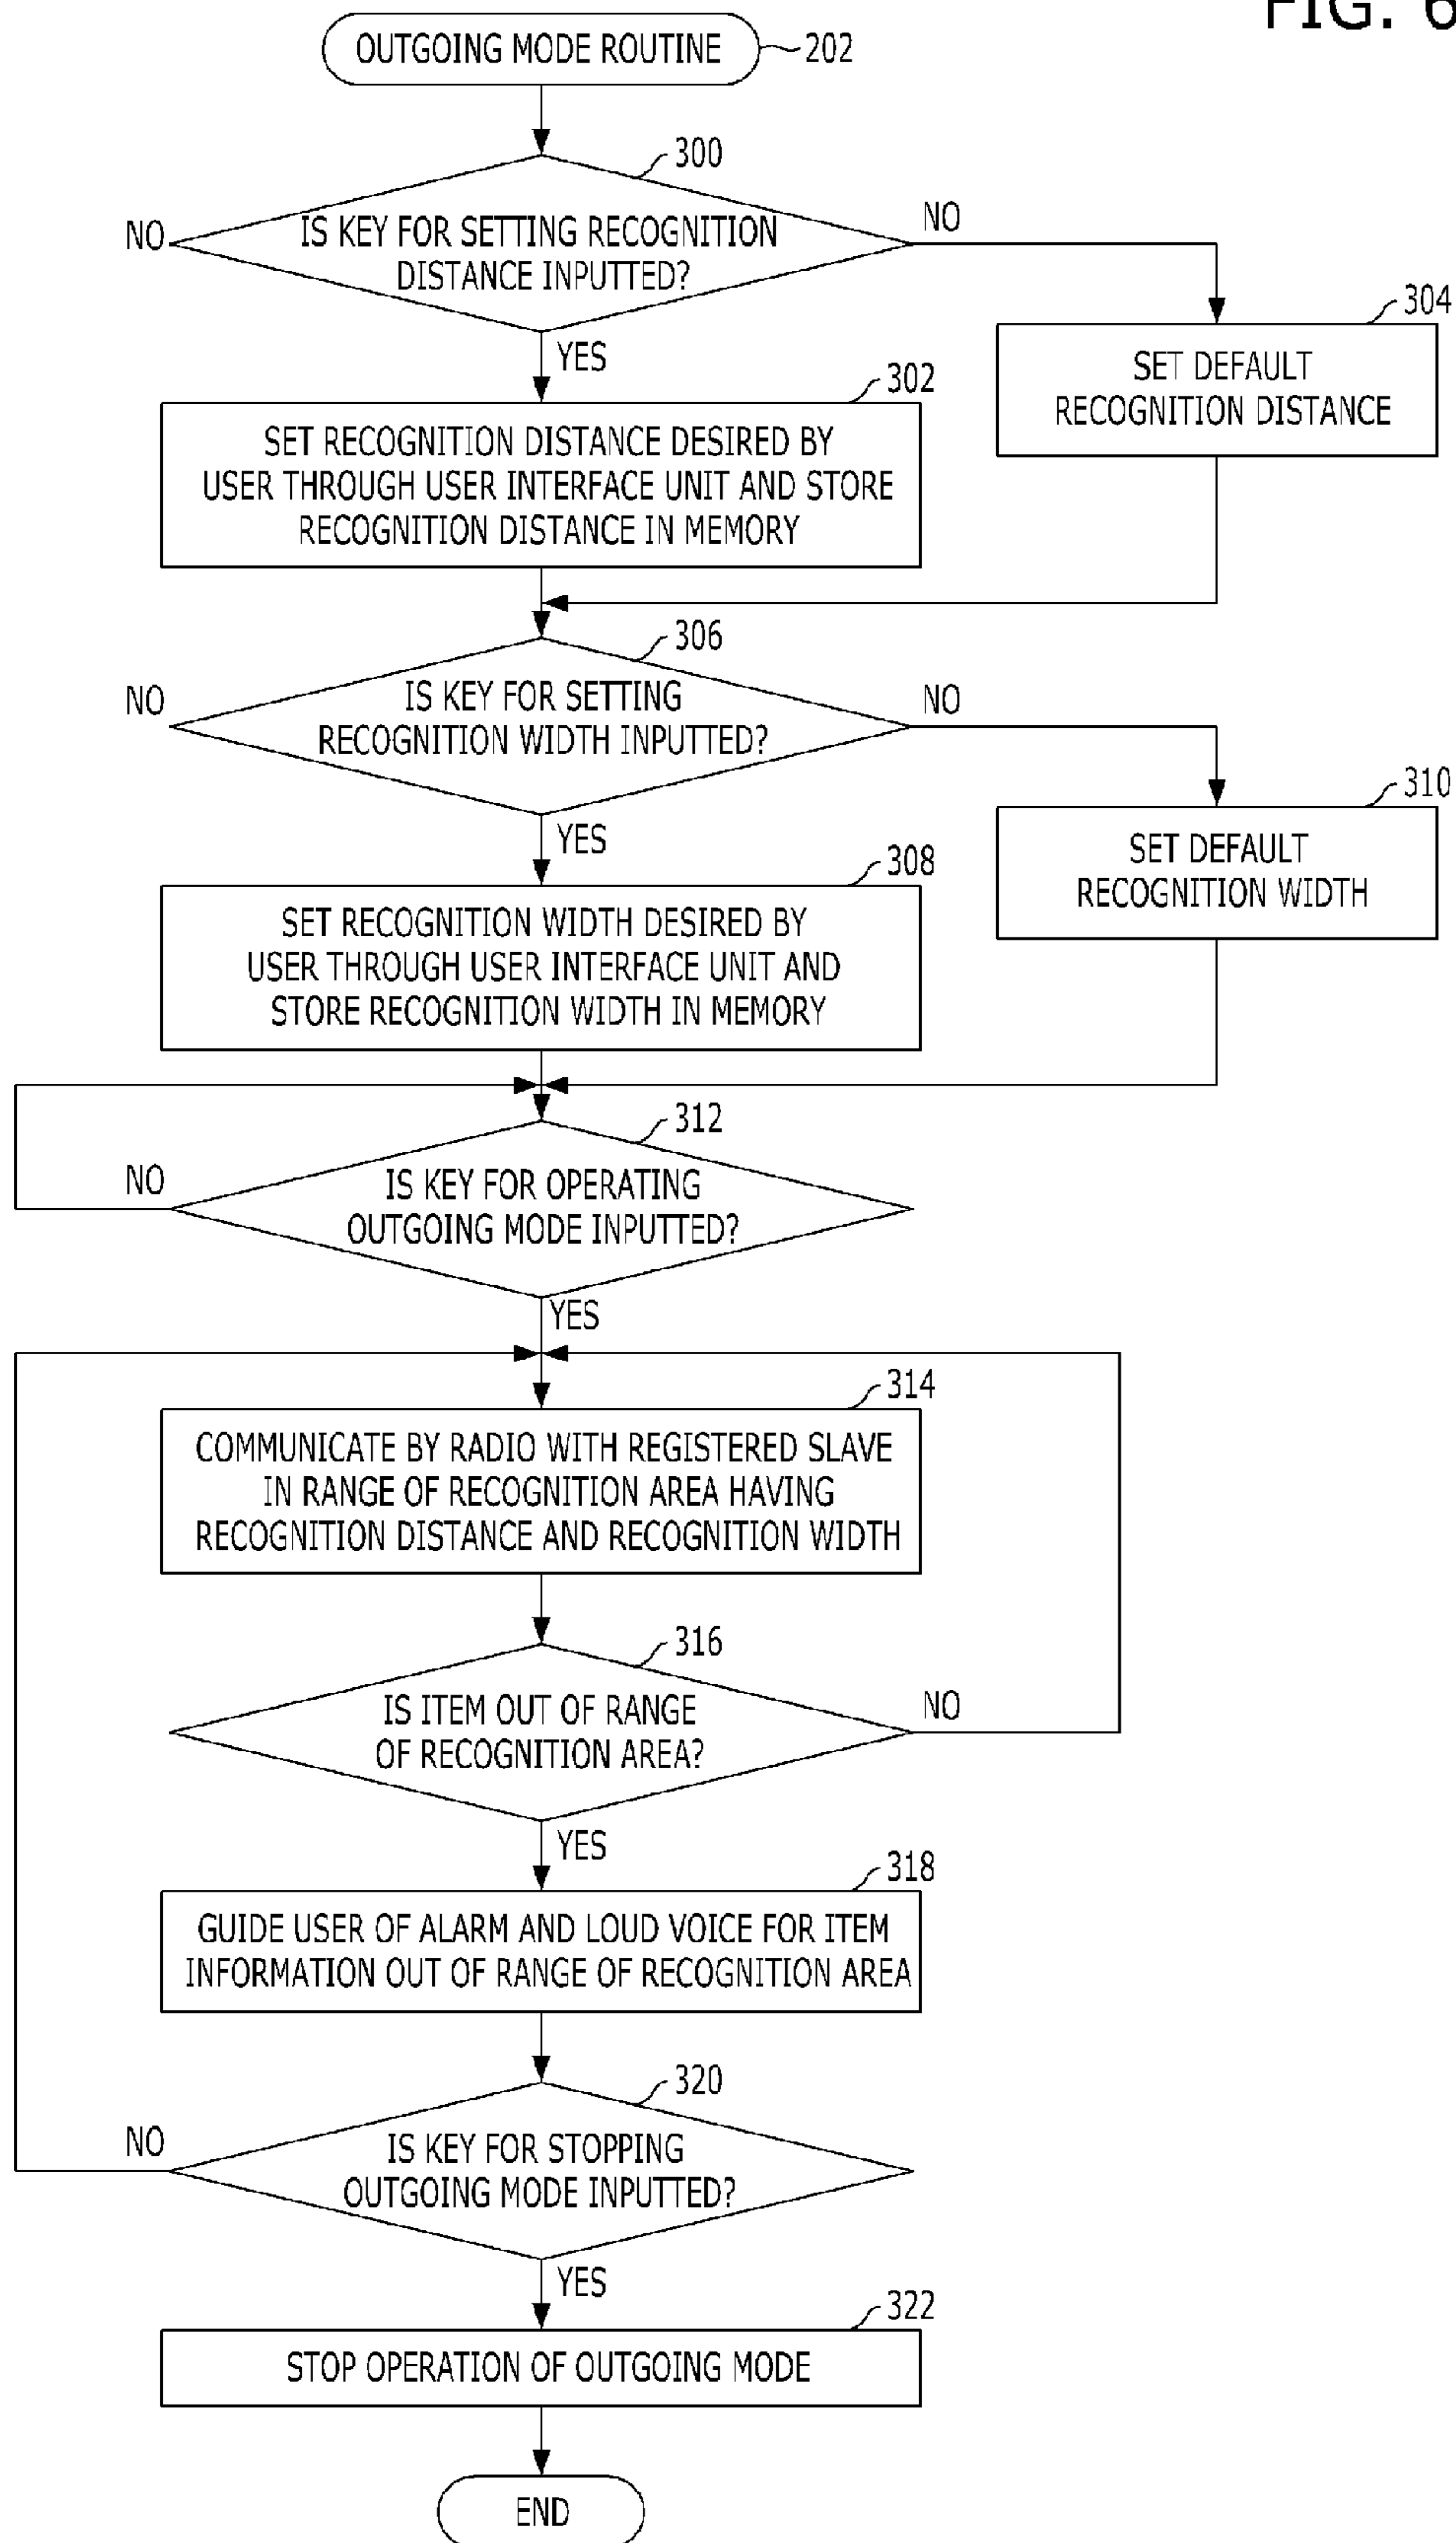 FIG. 6
OUTGOING MODE ROUTINE
202
300
NO
IS KEY FOR SETTING RECOGNITION
DISTANCE INPUTTED?
NO
YES
304
SET DEFAULT
RECOGNITION DISTANCE
302
SET RECOGNITION DISTANCE DESIRED BY
USER THROUGH USER INTERFACE UNIT AND STORE
RECOGNITION DISTANCE IN MEMORY
306
NO
IS KEY FOR SETTING
RECOGNITION WIDTH INPUTTED?
NO
YES
310
SET DEFAULT
RECOGNITION WIDTH
308
SET RECOGNITION WIDTH DESIRED BY
USER THROUGH USER INTERFACE UNIT AND
STORE RECOGNITION WIDTH IN MEMORY
312
NO
IS KEY FOR OPERATING
OUTGOING MODE INPUTTED?
YES
314
COMMUNICATE BY RADIO WITH REGISTERED SLAVE
IN RANGE OF RECOGNITION AREA HAVING
RECOGNITION DISTANCE AND RECOGNITION WIDTH
316
IS ITEM OUT OF RANGE
OF RECOGNITION AREA?
NO
YES
318
GUIDE USER OF ALARM AND LOUD VOICE FOR ITEM
INFORMATION OUT OF RANGE OF RECOGNITION AREA
320
NO
IS KEY FOR STOPPING
OUTGOING MODE INPUTTED?
YES
322
STOP OPERATION OF OUTGOING MODE
END